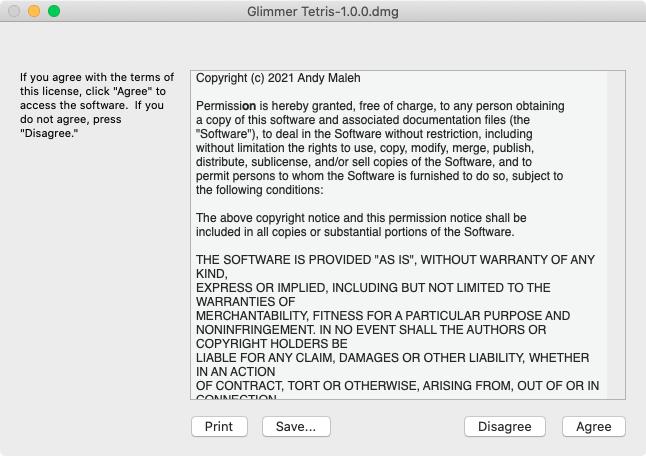 Glimmer Tetris-1.0.0.dmg
If you agree with the terms of
this license, click "Agree" to
access the software.  If you
do not agree, press
"Disagree."
Copyright (c) 2021 Andy Maleh
Permission is hereby granted, free of charge, to any person obtaining
a copy of this software and associated documentation files (the
"Software"), to deal in the Software without restriction, including
without limitation the rights to use, copy, modify, merge, publish,
distribute, sublicense, and/or sell copies of the Software, and to
permit persons to whom the Software is furnished to do so, subject to
the following conditions:
The above copyright notice and this permission notice shall be
included in all copies or substantial portions of the Software.
THE SOFTWARE IS PROVIDED "AS IS", WITHOUT WARRANTY OF ANY
KIND,
EXPRESS OR IMPLIED, INCLUDING BUT NOT LIMITED TO THE
WARRANTIES OF
MERCHANTABILITY, FITNESS FOR A PARTICULAR PURPOSE AND
NONINFRINGEMENT. IN NO EVENT SHALL THE AUTHORS OR
COPYRIGHT HOLDERS BE
LIABLE FOR ANY CLAIM, DAMAGES OR OTHER LIABILITY, WHETHER
IN AN ACTION
OF CONTRACT, TORT OR OTHERWISE, ARISING FROM, OUT OF OR IN
CONNECTION
Print
Save...
Disagree
Agree